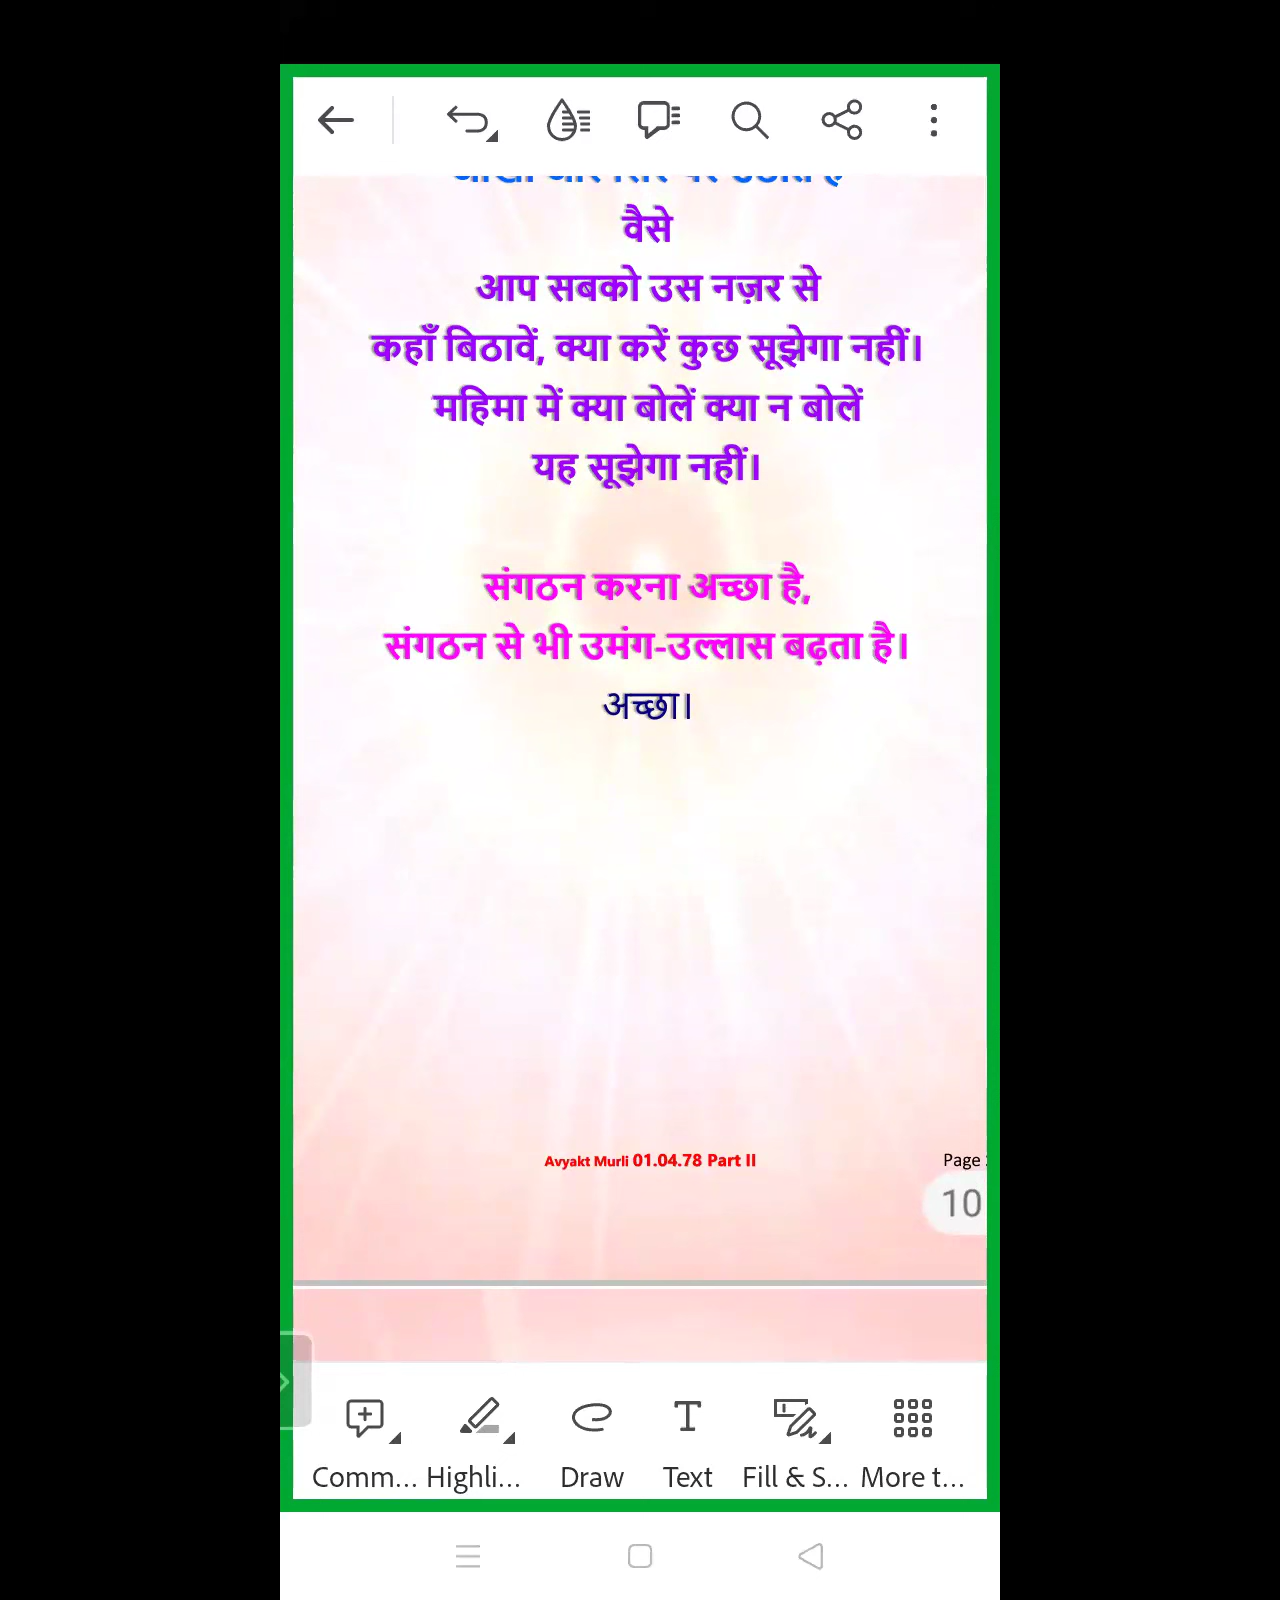 वैसे
आप सबको उस नज़र से
कहाँ बिठावें, क्या करें कुछ सूझेगा नहीं।
महिमा में क्या बोलें क्या न बोलें
यह सूझेगा नहीं।
संगठन करना अच्छा है,
संगठन से भी उमंग-उल्लास बढ़ता है।
अच्छा।
Avyakt Murli 01.04.78 Part II
Page
10
Comm... Highli... Draw Text Fill & S... More t...